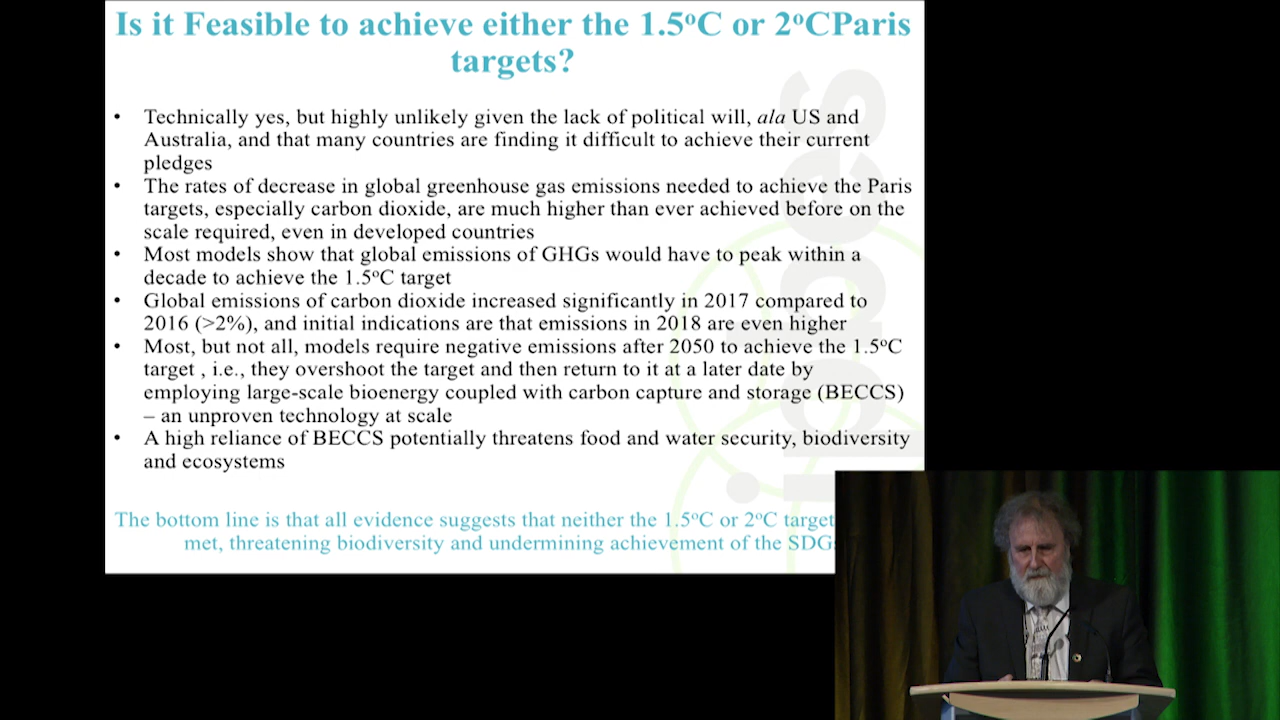 Is it Feasible to achieve either the 1.5ºC or 2ºCParis
targets?
• Technically yes, but highly unlikely given the lack of political will, ala US and
Australia, and that many countries are finding it difficult to achieve their current
pledges
• The rates of decrease in global greenhouse gas emissions needed to achieve the Paris
targets, especially carbon dioxide, are much higher than ever achieved before on the
scale required, even in developed countries
• Most models show that global emissions of GHGs would have to peak within a
decade to achieve the 1.5ºC target
• Global emissions of carbon dioxide increased significantly in 2017 compared to
2016 (>2%), and initial indications are that emissions in 2018 are even higher
• Most, but not all, models require negative emissions after 2050 to achieve the 1.5ºC
target , i.e., they overshoot the target and then return to it at a later date by
employing large-scale bioenergy coupled with carbon capture and storage (BECCS)
– an unproven technology at scale
• A high reliance of BECCS potentially threatens food and water security, biodiversity
and ecosystems
The bottom line is that all evidence suggests that neither the 1.5ºC or 2ºC target
met, threatening biodiversity and undermining achievement of the SDG
ipbes